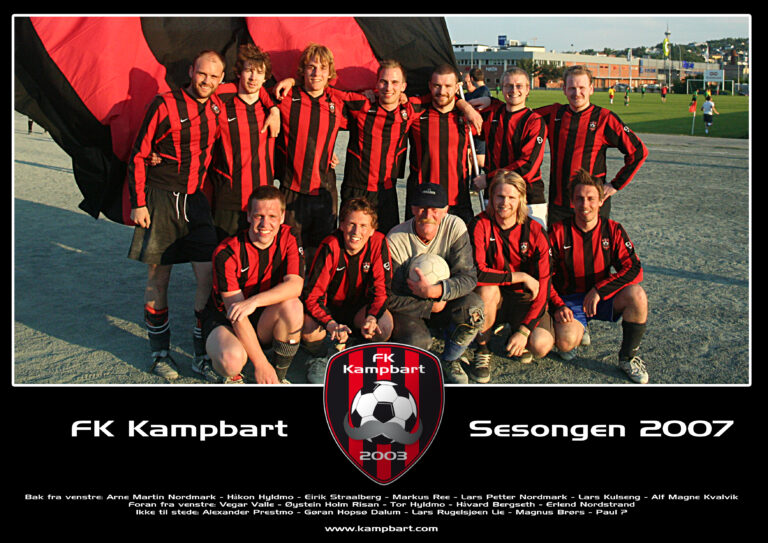 FK Kampbart
FK
Kampbart
2003
Sesongen 2007
Bak fra venstre: Arne Martin Nordmark - Håkon Hyldmo - Eirik Straalberg - Markus Ree - Lars Petter Nordmark - Lars Kulseng - Alf Magne Kvalvik
Foran fra venstre: Vegar Valle - Øystein Holm Risan - Tor Hyldmo - Håvard Bergseth - Erlend Nordstrand
Ikke til stede: Alexander Prestmo - Gøran Hopsø Dalum - Lars Rugelsjøen Lie - Magnus Brørs - Paul ?
www.kampbart.com